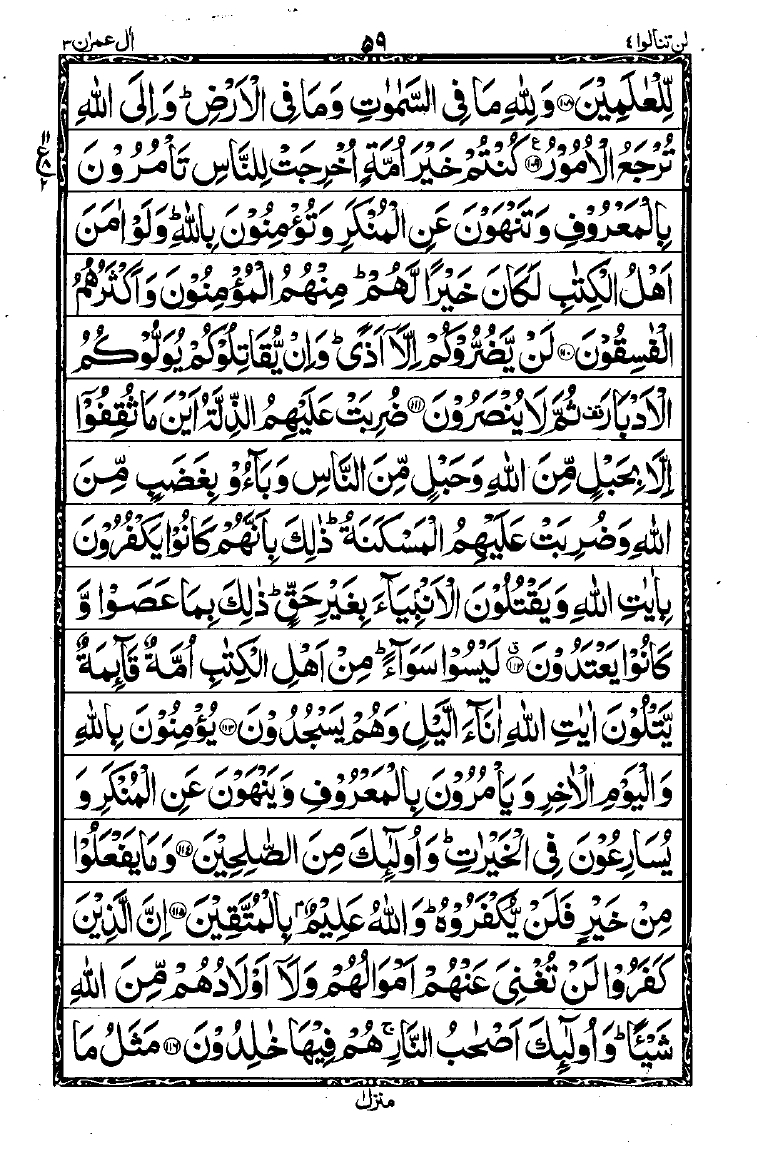 لن تنالوا ٤ ٥٩ اٰل عمرٰن ٣
لِّلْعٰلَمِيْنَ ﴿١٠٨﴾ وَلِلّٰهِ مَا فِى السَّمٰوٰتِ وَمَا فِى الْاَرْضِ ؕ وَاِلَى اللّٰهِ
تُرْجَعُ الْاُمُوْرُ ﴿١٠٩﴾ كُنْتُمْ خَيْرَ اُمَّةٍ اُخْرِجَتْ لِلنَّاسِ تَاْمُرُوْنَ
بِالْمَعْرُوْفِ وَتَنْهَوْنَ عَنِ الْمُنْكَرِ وَتُؤْمِنُوْنَ بِاللّٰهِ ؕ وَلَوْ اٰمَنَ
اَهْلُ الْكِتٰبِ لَكَانَ خَيْرًا لَّهُمْ ؕ مِنْهُمُ الْمُؤْمِنُوْنَ وَاَكْثَرُهُمُ
الْفٰسِقُوْنَ ﴿١١٠﴾ لَنْ يَّضُرُّوْكُمْ اِلَّاۤ اَذًى ؕ وَاِنْ يُّقَاتِلُوْكُمْ يُوَلُّوْكُمُ
الْاَدْبَارَ ثُمَّ لَا يُنْصَرُوْنَ ﴿١١١﴾ ضُرِبَتْ عَلَيْهِمُ الذِّلَّةُ اَيْنَ مَا ثُقِفُوْۤا
اِلَّا بِحَبْلٍ مِّنَ اللّٰهِ وَحَبْلٍ مِّنَ النَّاسِ وَبَآءُوْ بِغَضَبٍ مِّنَ
اللّٰهِ وَضُرِبَتْ عَلَيْهِمُ الْمَسْكَنَةُ ؕ ذٰلِكَ بِاَنَّهُمْ كَانُوْا يَكْفُرُوْنَ
بِاٰيٰتِ اللّٰهِ وَيَقْتُلُوْنَ الْاَنْۢبِيَآءَ بِغَيْرِ حَقٍّ ؕ ذٰلِكَ بِمَا عَصَوْا وَّ
كَانُوْا يَعْتَدُوْنَ ﴿١١٢﴾ لَيْسُوْا سَوَآءً ؕ مِنْ اَهْلِ الْكِتٰبِ اُمَّةٌ قَآئِمَةٌ
يَّتْلُوْنَ اٰيٰتِ اللّٰهِ اٰنَآءَ الَّيْلِ وَهُمْ يَسْجُدُوْنَ ﴿١١٣﴾ يُؤْمِنُوْنَ بِاللّٰهِ
وَالْيَوْمِ الْاٰخِرِ وَيَاْمُرُوْنَ بِالْمَعْرُوْفِ وَيَنْهَوْنَ عَنِ الْمُنْكَرِ وَ
يُسَارِعُوْنَ فِى الْخَيْرٰتِ ؕ وَاُولٰٓئِكَ مِنَ الصّٰلِحِيْنَ ﴿١١٤﴾ وَمَا يَفْعَلُوْا
مِنْ خَيْرٍ فَلَنْ يُّكْفَرُوْهُ ؕ وَاللّٰهُ عَلِيْمٌۢ بِالْمُتَّقِيْنَ ﴿١١٥﴾ اِنَّ الَّذِيْنَ
كَفَرُوْا لَنْ تُغْنِىَ عَنْهُمْ اَمْوَالُهُمْ وَلَاۤ اَوْلَادُهُمْ مِّنَ اللّٰهِ
شَيْئًا ؕ وَاُولٰٓئِكَ اَصْحٰبُ النَّارِ ۚ هُمْ فِيْهَا خٰلِدُوْنَ ﴿١١٦﴾ مَثَلُ مَا
منزل ١